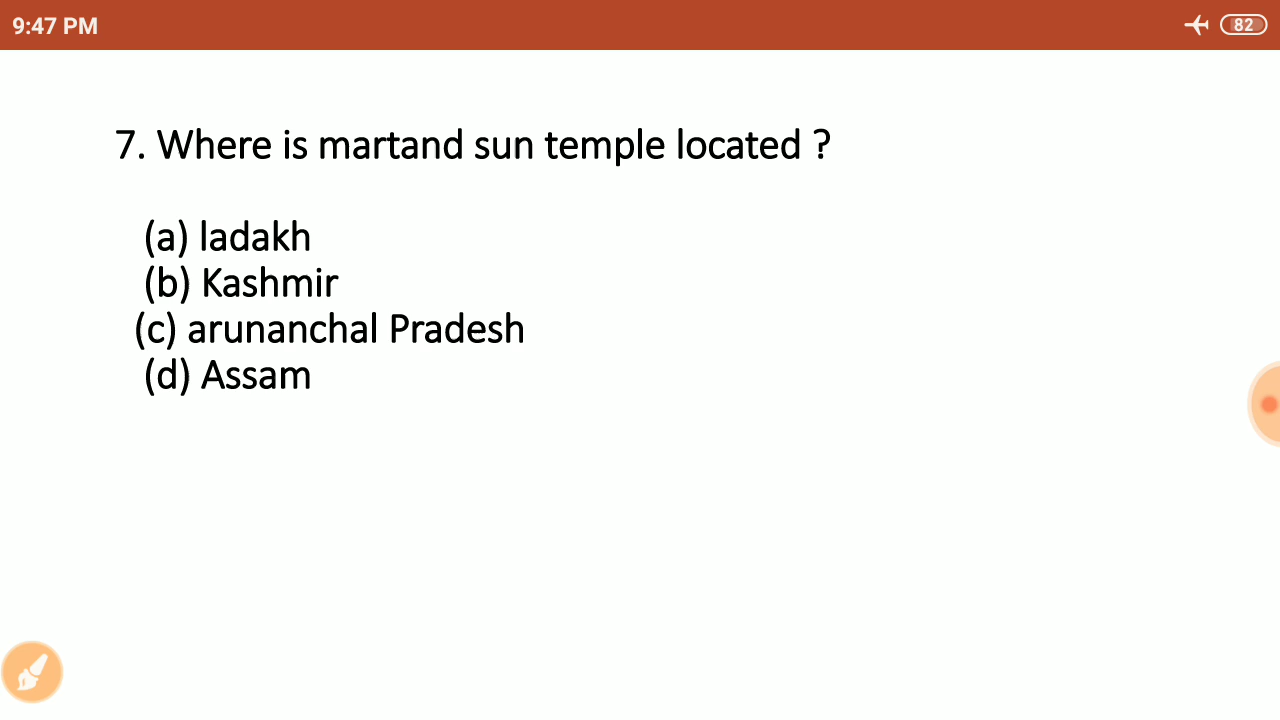 9:47 PM
82
7. Where is martand sun temple located ?
(a) ladakh
(b) Kashmir
(c) arunanchal Pradesh
(d) Assam